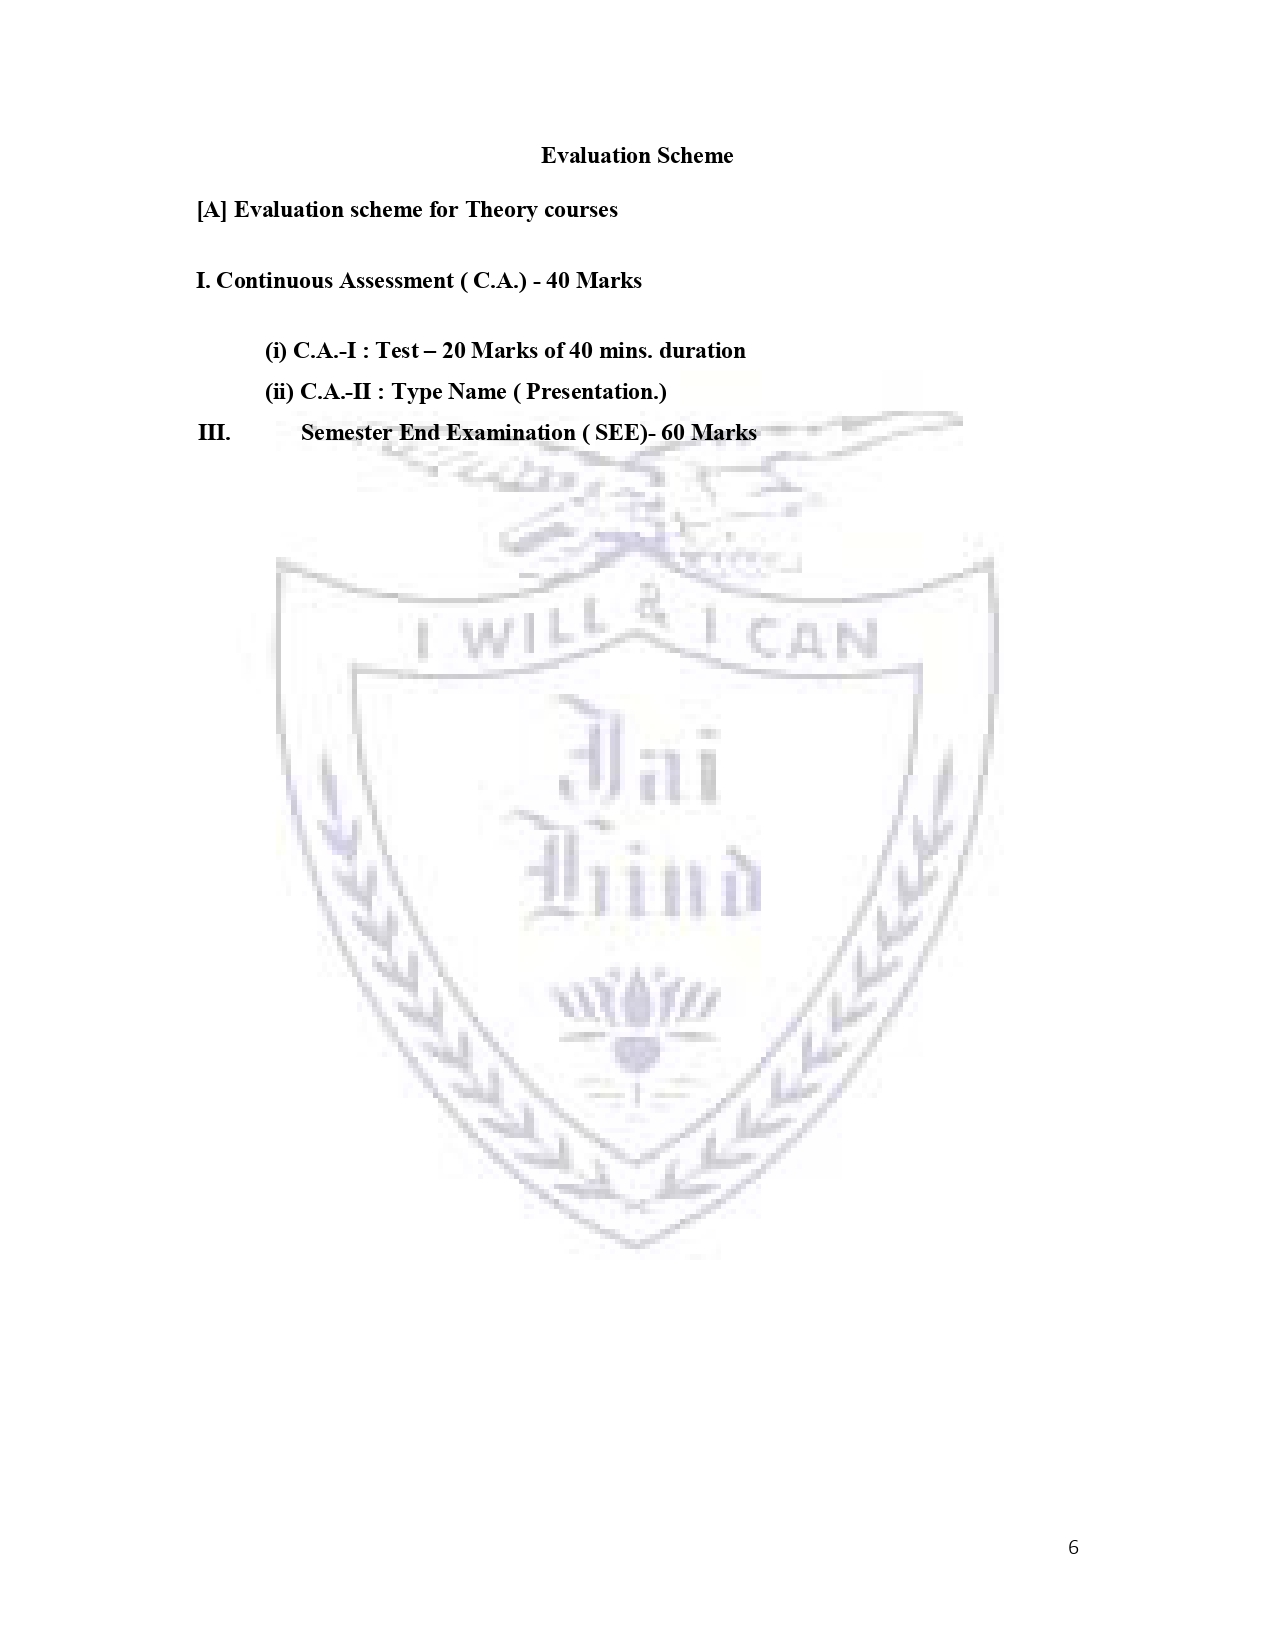 Evaluation Scheme
[A] Evaluation scheme for Theory courses
I. Continuous Assessment ( C.A.) - 40 Marks
(i) C.A.-I : Test – 20 Marks of 40 mins. duration
(ii) C.A.-II : Type Name ( Presentation.)
III. Semester End Examination ( SEE)- 60 Marks
I WILL & I CAN
Jai
Hind
6